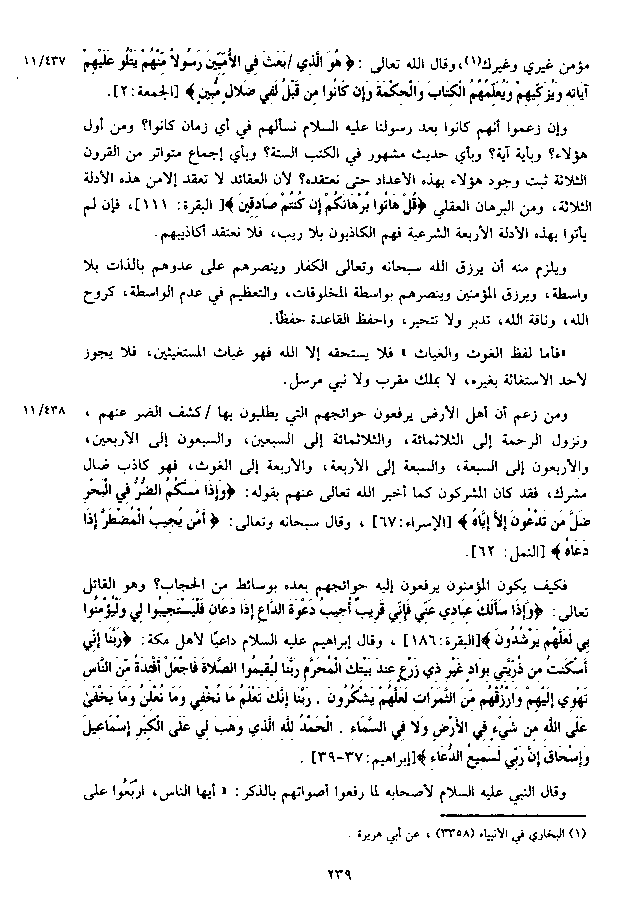 مؤمن غيري وغيرك(١)، وقال الله تعالى : ﴿ هُوَ الَّذِي /بَعَثَ فِي الأُمِّيِّينَ رَسُولاً مِّنْهُمْ يَتْلُو عَلَيْهِمْ ١١/٤٣٧
آيَاتِهِ وَيُزَكِّيهِمْ وَيُعَلِّمُهُمُ الْكِتَابَ وَالْحِكْمَةَ وَإِن كَانُوا مِن قَبْلُ لَفِي ضَلالٍ مُّبِينٍ ﴾ [الجمعة: ٢].
وإن زعموا أنهم كانوا بعد رسولنا عليه السلام نسألهم في أي زمان كانوا؟ ومن أول
هؤلاء؟ وبأية آية؟ وبأي حديث مشهور في الكتب الستة؟ وبأي إجماع متواتر من القرون
الثلاثة ثبت وجود هؤلاء بهذه الأعداد حتى نعتقده؟ لأن العقائد لا تعقد إلامن هذه الأدلة
الثلاثة، ومن البرهان العقلي ﴿قُلْ هَاتُوا بُرْهَانَكُمْ إِن كُنتُمْ صَادِقِينَ ﴾[ البقرة: ١١١]، فإن لم
يأتوا بهذه الأدلة الأربعة الشرعية فهم الكاذبون بلا ريب، فلا نعتقد أكاذيبهم.
ويلزم منه أن يرزق الله سبحانه وتعالى الكفار وينصرهم على عدوهم بالذات بلا
واسطة، ويرزق المؤمنين وينصرهم بواسطة المخلوقات، والتعظيم في عدم الواسطة، كروح
الله، وناقة الله، تدبر ولا تتحير، واحفظ القاعدة حفظًا.
«فأما لفظ الغوث والغياث » فلا يستحقه إلا الله فهو غياث المستغيثين، فلا يجوز
لأحد الاستغاثة بغيره، لا بملك مقرب ولا نبي مرسل.
ومن زعم أن أهل الأرض يرفعون حوائجهم التي يطلبون بها /كشف الضر عنهم ، ١١/٤٣٨
ونزول الرحمة إلى الثلاثمائة، والثلاثمائة إلى السبعين، والسبعون إلى الأربعين،
والأربعون إلى السبعة، والسبعة إلى الأربعة، والأربعة إلى الغوث، فهو كاذب ضال
مشرك، فقد كان المشركون كما أخبر الله تعالى عنهم بقوله: ﴿وَإِذَا مَسَّكُمُ الضُّرُّ فِي الْبَحْرِ
ضَلَّ مَن تَدْعُونَ إِلاَّ إِيَّاهُ ﴾ [الإسراء:٦٧] ، وقال سبحانه وتعالى: ﴿ أَمَّن يُجِيبُ الْمُضْطَرَّ إِذَا
دَعَاهُ ﴾ [النمل: ٦٢].
فكيف يكون المؤمنون يرفعون إليه حوائجهم بعده بوسائط من الحجاب؟ وهو القائل
تعالى: ﴿وَإِذَا سَأَلَكَ عِبَادِي عَنِّي فَإِنِّي قَرِيبٌ أُجِيبُ دَعْوَةَ الدَّاعِ إِذَا دَعَانِ فَلْيَسْتَجِيبُوا لِي وَلْيُؤْمِنُوا
بِي لَعَلَّهُمْ يَرْشُدُونَ ﴾[البقرة:١٨٦] ، وقال إبراهيم عليه السلام داعيًا لأهل مكة: ﴿رَبَّنَا إِنِّي
أَسْكَنتُ مِن ذُرِّيَّتِي بِوَادٍ غَيْرِ ذِي زَرْعٍ عِندَ بَيْتِكَ الْمُحَرَّمِ رَبَّنَا لِيُقِيمُوا الصَّلاةَ فَاجْعَلْ أَفْئِدَةً مِّنَ النَّاسِ
تَهْوِي إِلَيْهِمْ وَارْزُقْهُم مِّنَ الثَّمَرَاتِ لَعَلَّهُمْ يَشْكُرُونَ . رَبَّنَا إِنَّكَ تَعْلَمُ مَا نُخْفِي وَمَا نُعْلِنُ وَمَا يَخْفَىٰ
عَلَى اللَّهِ مِن شَيْءٍ فِي الأَرْضِ وَلا فِي السَّمَاءِ . الْحَمْدُ لِلَّهِ الَّذِي وَهَبَ لِي عَلَى الْكِبَرِ إِسْمَاعِيلَ
وَإِسْحَاقَ إِنَّ رَبِّي لَسَمِيعُ الدُّعَاءِ ﴾[إبراهيم:٣٧-٣٩] .
وقال النبي عليه السلام لأصحابه لما رفعوا أصواتهم بالذكر: « أيها الناس، ارْبَعُوا على
(١) البخاري في الأنبياء (٣٣٥٨) ، عن أبي هريرة .
٢٣٩